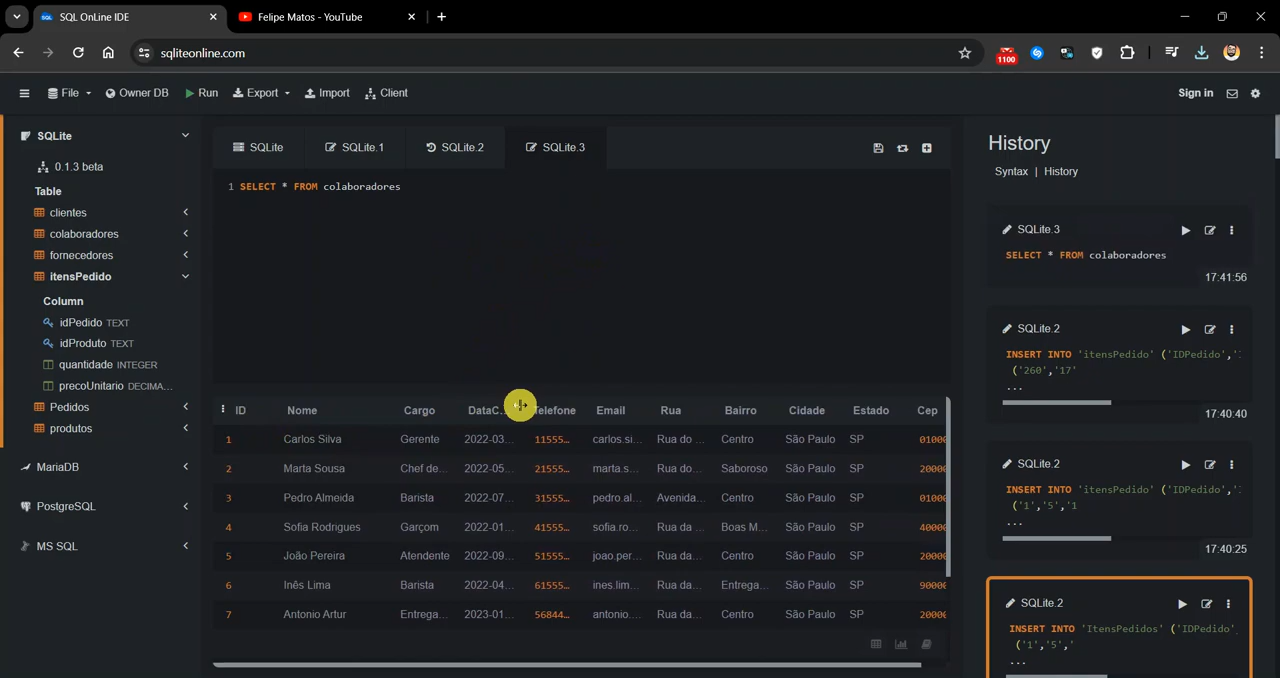 SQL OnLine IDE
Felipe Matos - YouTube
sqliteonline.com
1100
File
Owner DB
Run
Export
Import
Client
Sign in
SQLite
0.1.3 beta
Table
clientes
colaboradores
fornecedores
itensPedido
Column
idPedido TEXT
idProduto TEXT
quantidade INTEGER
precoUnitario DECIMA...
Pedidos
produtos
MariaDB
PostgreSQL
MS SQL
SQLite
SQLite.1
SQLite.2
SQLite.3
1 SELECT * FROM colaboradores
ID Nome Cargo DataC... Telefone Email Rua Bairro Cidade Estado Cep
1 Carlos Silva Gerente 2022-03... 11555... carlos.si... Rua do ... Centro São Paulo SP 01000
2 Marta Sousa Chef de... 2022-05... 21555... marta.s... Rua do... Saboroso São Paulo SP 20000
3 Pedro Almeida Barista 2022-07... 31555... pedro.al... Avenida... Centro São Paulo SP 01000
4 Sofia Rodrigues Garçom 2022-01... 41555... sofia.ro... Rua da ... Boas M... São Paulo SP 40000
5 João Pereira Atendente 2022-09... 51555... joao.per... Rua da... Centro São Paulo SP 20000
6 Inês Lima Barista 2022-04... 61555... ines.lim... Rua da... Entrega... São Paulo SP 90000
7 Antonio Artur Entrega... 2023-01... 56844... antonio.... Rua da... Centro São Paulo SP 20000
History
Syntax | History
SQLite.3
SELECT * FROM colaboradores
17:41:56
SQLite.2
INSERT INTO 'itensPedido' ('IDPedido','
('260','17'
...
17:40:40
SQLite.2
INSERT INTO 'itensPedido' ('IDPedido','
('1','5','1
...
17:40:25
SQLite.2
INSERT INTO 'ItensPedidos' ('IDPedido'
('1','5','
...